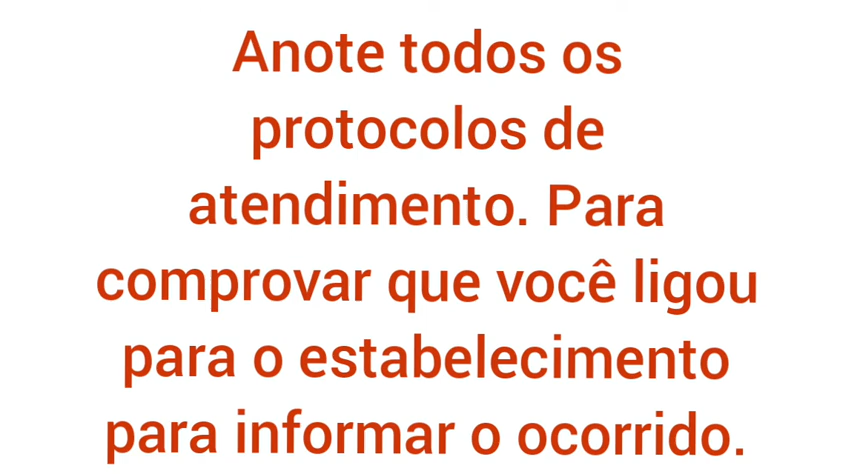 Anote todos os
protocolos de
atendimento. Para
comprovar que você ligou
para o estabelecimento
para informar o ocorrido.